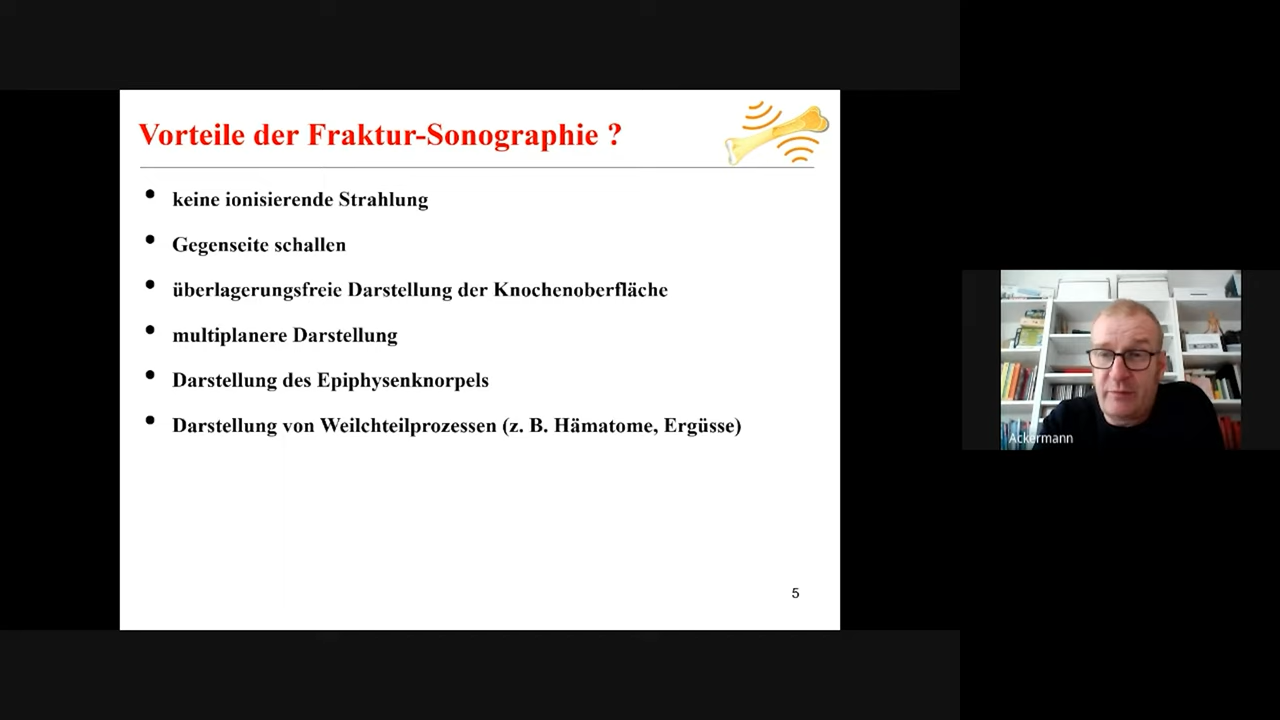 Vorteile der Fraktur-Sonographie ?
• keine ionisierende Strahlung
• Gegenseite schallen
• überlagerungsfreie Darstellung der Knochenoberfläche
• multiplanere Darstellung
• Darstellung des Epiphysenknorpels
• Darstellung von Weilchteilprozessen (z. B. Hämatome, Ergüsse)
5
Ackermann